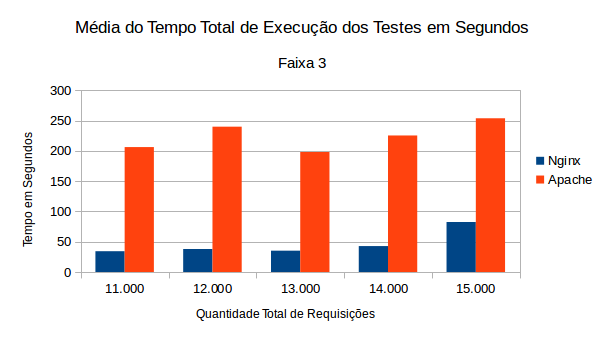 Média do Tempo Total de Execução dos Testes em Segundos
Faixa 3
Tempo em Segundos
300
250
200
150
100
50
0
Nginx
Apache
11.000 12.000 13.000 14.000 15.000
Quantidade Total de Requisições